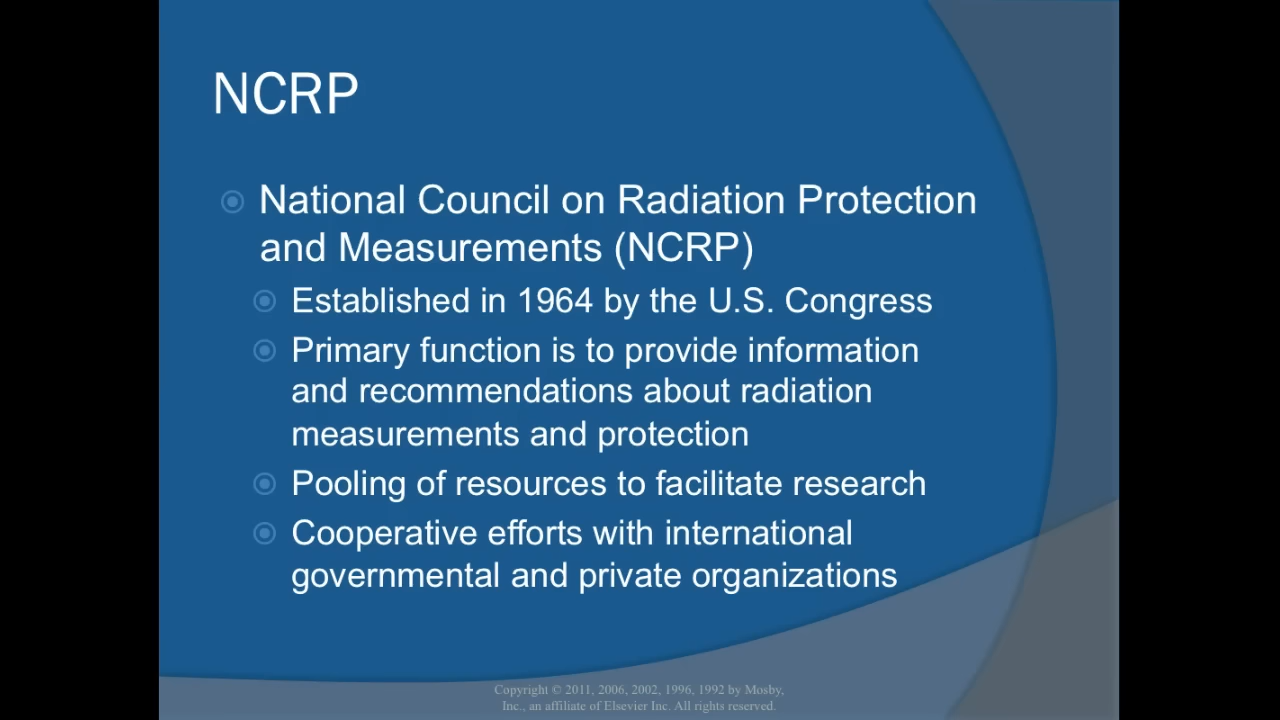 NCRP
National Council on Radiation Protection
and Measurements (NCRP)
Established in 1964 by the U.S. Congress
Primary function is to provide information
and recommendations about radiation
measurements and protection
Pooling of resources to facilitate research
Cooperative efforts with international
governmental and private organizations
Copyright © 2011, 2006, 2002, 1996, 1992 by Mosby,
Inc., an affiliate of Elsevier Inc. All rights reserved.